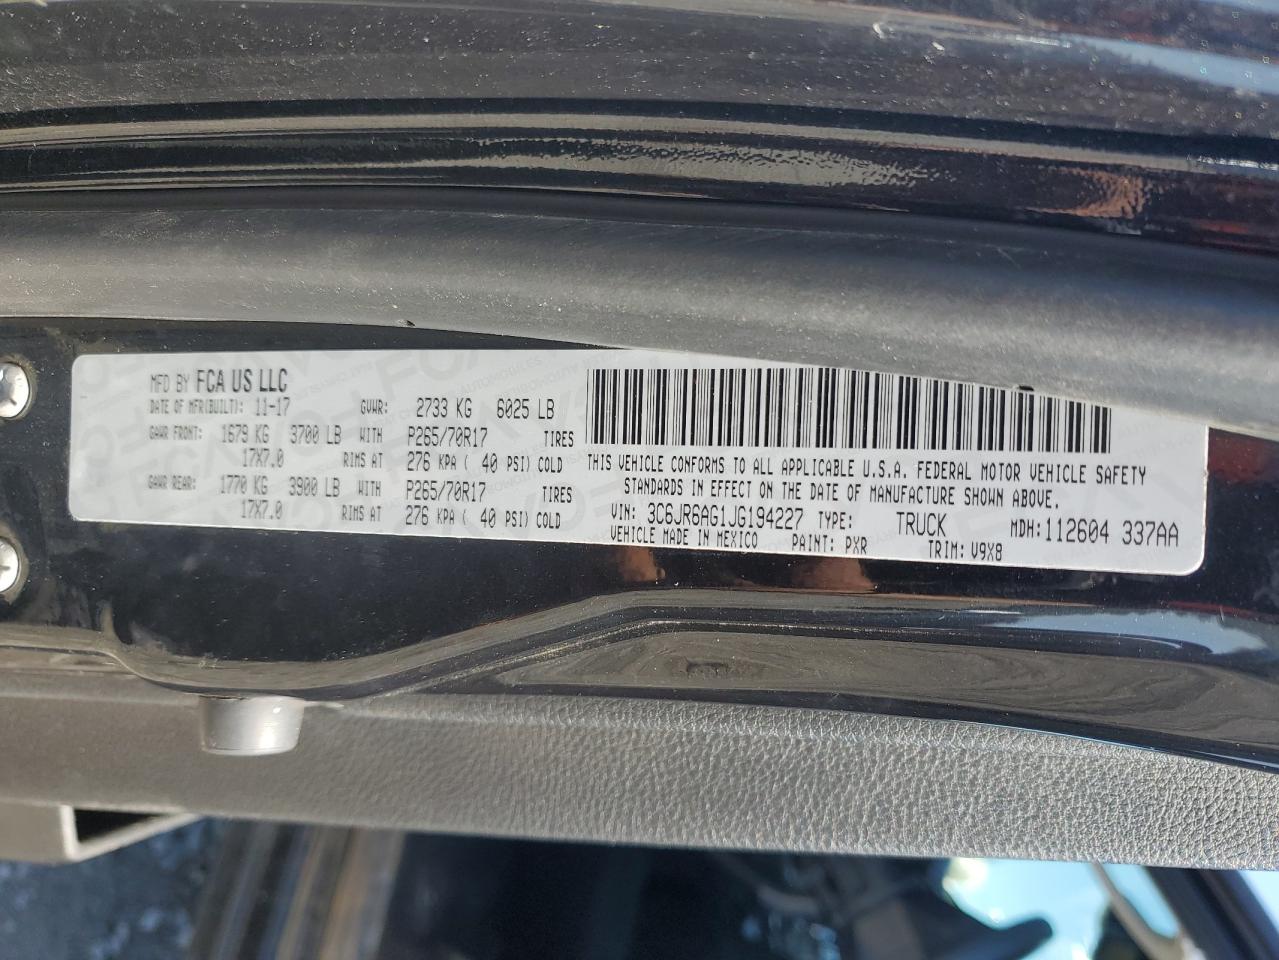 MFD BY FCA US LLC
DATE OF MFR(BUILT): 11-17 GVWR: 2733 KG 6025 LB
GAWR FRONT: 1679 KG 3700 LB WITH P265/70R17 TIRES
17X7.0 RIMS AT 276 KPA ( 40 PSI) COLD
GAWR REAR: 1770 KG 3900 LB WITH P265/70R17 TIRES
17X7.0 RIMS AT 276 KPA ( 40 PSI) COLD
THIS VEHICLE CONFORMS TO ALL APPLICABLE U.S.A. FEDERAL MOTOR VEHICLE SAFETY
STANDARDS IN EFFECT ON THE DATE OF MANUFACTURE SHOWN ABOVE.
VIN: 3C6JR6AG1JG194227 TYPE: TRUCK MDH:112604 337AA
VEHICLE MADE IN MEXICO PAINT: PXR TRIM: V9X8